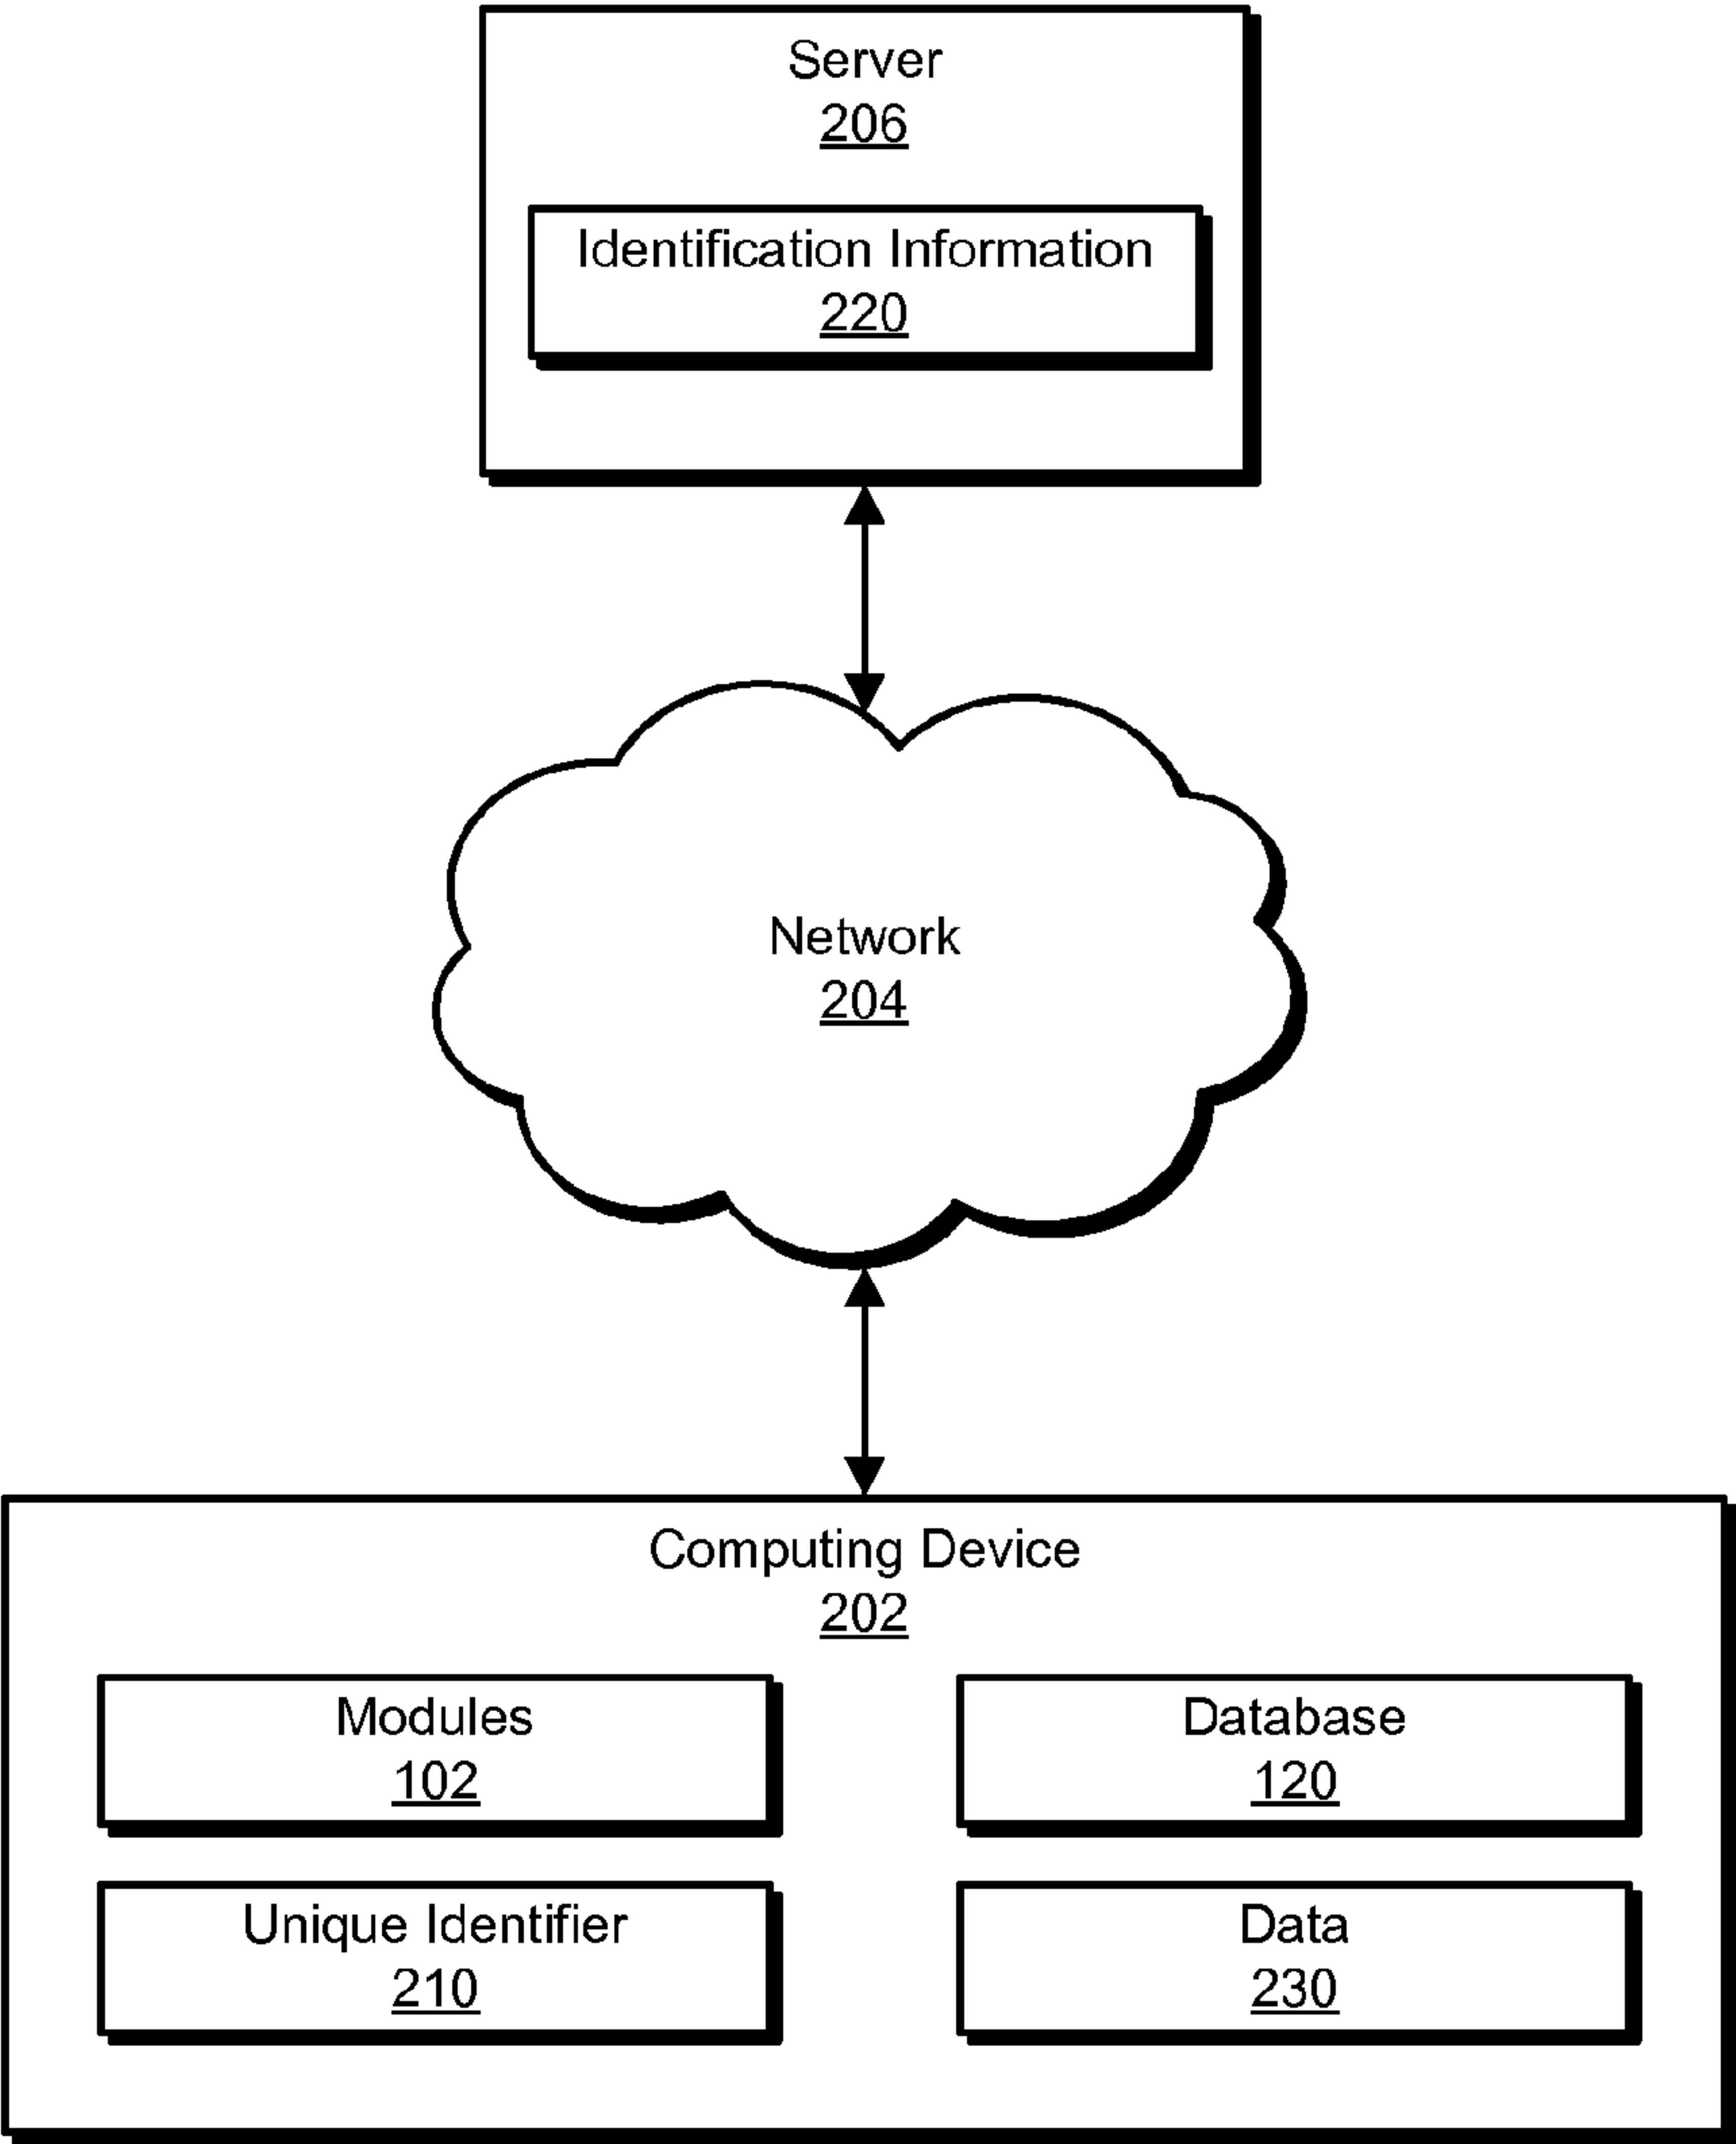 Server
206
Identification Information
220
Network
204
Computing Device
202
Modules
102
Database
120
Unique Identifier
210
Data
230